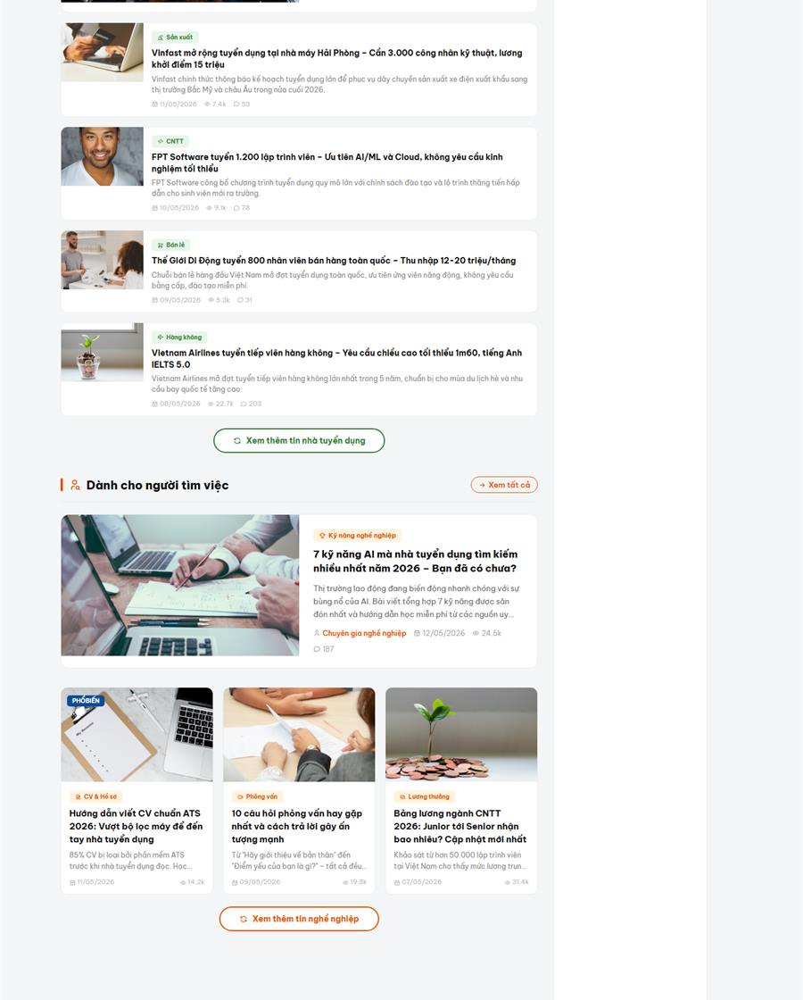 Sản xuất
Vinfast mở rộng tuyển dụng tại nhà máy Hải Phòng – Cần 3.000 công nhân kỹ thuật, lương
khởi điểm 15 triệu
Vinfast chính thức thông báo kế hoạch tuyển dụng lớn để phục vụ dây chuyền sản xuất xe điện xuất khẩu sang
thị trường Bắc Mỹ và châu Âu trong nửa cuối 2026.
11/05/2026 7.4k 53
CNTT
FPT Software tuyển 1.200 lập trình viên – Ưu tiên AI/ML và Cloud, không yêu cầu kinh
nghiệm tối thiểu
FPT Software công bố chương trình tuyển dụng quy mô lớn với chính sách đào tạo và lộ trình thăng tiến hấp
dẫn cho sinh viên mới ra trường.
10/05/2026 9.1k 78
Bán lẻ
Thế Giới Di Động tuyển 800 nhân viên bán hàng toàn quốc – Thu nhập 12-20 triệu/tháng
Chuỗi bán lẻ hàng đầu Việt Nam mở đợt tuyển dụng toàn quốc, ưu tiên ứng viên năng động, không yêu cầu
bằng cấp, đào tạo miễn phí.
09/05/2026 5.3k 31
Hàng không
Vietnam Airlines tuyển tiếp viên hàng không – Yêu cầu chiều cao tối thiểu 1m60, tiếng Anh
IELTS 5.0
Vietnam Airlines mở đợt tuyển tiếp viên hàng không lớn nhất trong 5 năm, chuẩn bị cho mùa du lịch hè và nhu
cầu bay quốc tế tăng cao.
08/05/2026 22.7k 203
Xem thêm tin nhà tuyển dụng
Dành cho người tìm việc
Xem tất cả
Kỹ năng nghề nghiệp
7 kỹ năng AI mà nhà tuyển dụng tìm kiếm
nhiều nhất năm 2026 – Bạn đã có chưa?
Thị trường lao động đang biến động nhanh chóng với sự
bùng nổ của AI. Bài viết tổng hợp 7 kỹ năng được săn
đón nhất và hướng dẫn học miễn phí từ các nguồn uy...
Chuyên gia nghề nghiệp 12/05/2026 24.5k
187
PHỔ BIẾN
My Resume
CV & Hồ sơ
Hướng dẫn viết CV chuẩn ATS
2026: Vượt bộ lọc máy để đến
tay nhà tuyển dụng
85% CV bị loại bởi phần mềm ATS
trước khi nhà tuyển dụng đọc. Học...
11/05/2026 14.2k
Phỏng vấn
10 câu hỏi phỏng vấn hay gặp
nhất và cách trả lời gây ấn
tượng mạnh
Từ "Hãy giới thiệu về bản thân" đến
"Điểm yếu của bạn là gì?" – tất cả đều...
09/05/2026 19.8k
Lương thưởng
Bảng lương ngành CNTT
2026: Junior tới Senior nhận
bao nhiêu? Cập nhật mới nhất
Khảo sát từ hơn 50.000 lập trình viên
tại Việt Nam cho thấy mức lương trun...
07/05/2026 31.4k
Xem thêm tin nghề nghiệp